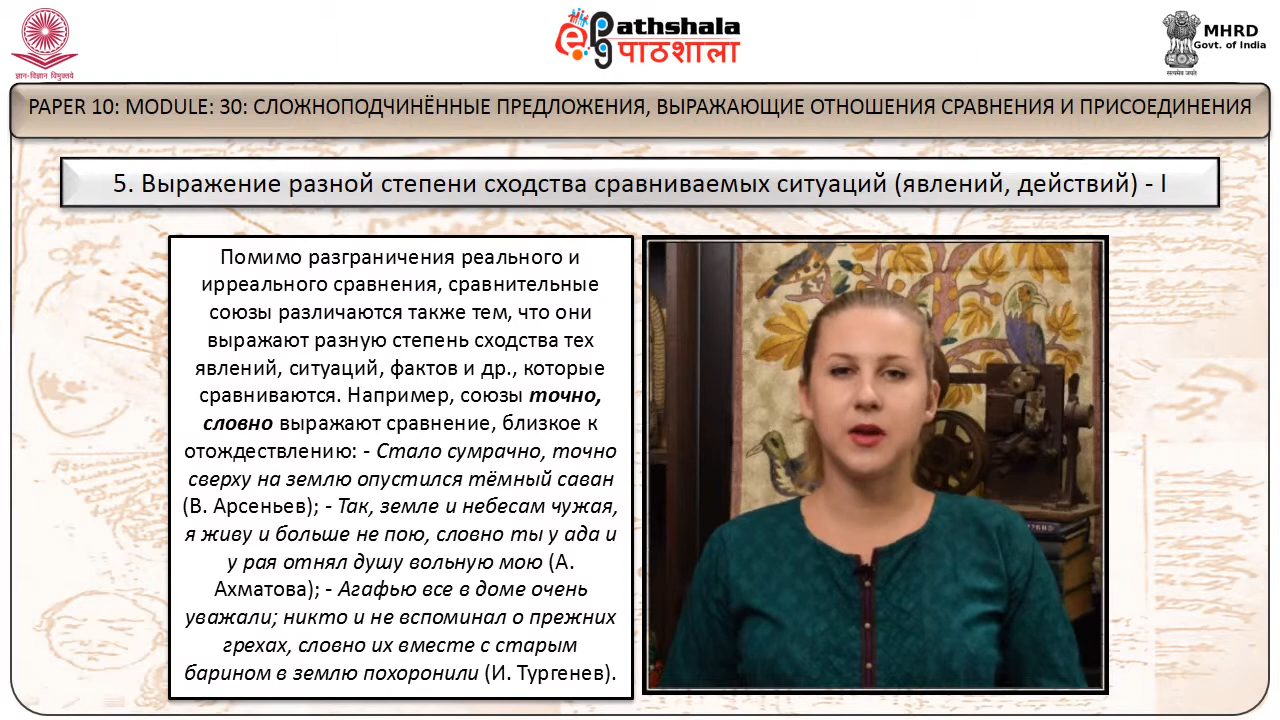 ज्ञान-विज्ञान विमुक्तये
ePathshala
पाठशाला
MHRD
Govt. of India
सत्यमेव जयते
PAPER 10: MODULE: 30: СЛОЖНОПОДЧИНЁННЫЕ ПРЕДЛОЖЕНИЯ, ВЫРАЖАЮЩИЕ ОТНОШЕНИЯ СРАВНЕНИЯ И ПРИСОЕДИНЕНИЯ
5. Выражение разной степени сходства сравниваемых ситуаций (явлений, действий) - I
Помимо разграничения реального и
ирреального сравнения, сравнительные
союзы различаются также тем, что они
выражают разную степень сходства тех
явлений, ситуаций, фактов и др., которые
сравниваются. Например, союзы точно,
словно выражают сравнение, близкое к
отождествлению: - Стало сумрачно, точно
сверху на землю опустился тёмный саван
(В. Арсеньев); - Так, земле и небесам чужая,
я живу и больше не пою, словно ты у ада и
у рая отнял душу вольную мою (А.
Ахматова); - Агафью все в доме очень
уважали; никто и не вспоминал о прежних
грехах, словно их вместе с старым
барином в землю похоронили (И. Тургенев).